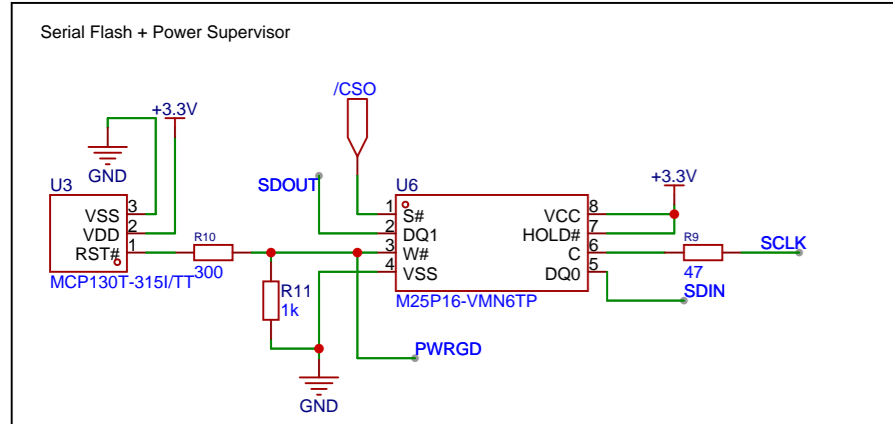 Serial Flash + Power Supervisor
/CSO
+3.3V
GND
U3
VSS 3
VDD 2
RST# 1
MCP130T-315I/TT
R10
300
R11
1k
SDOUT
U6
1 S#
2 DQ1
3 W#
4 VSS
VCC 8
HOLD# 7
C 6
DQ0 5
M25P16-VMN6TP
+3.3V
R9
47
SCLK
SDIN
PWRGD
GND